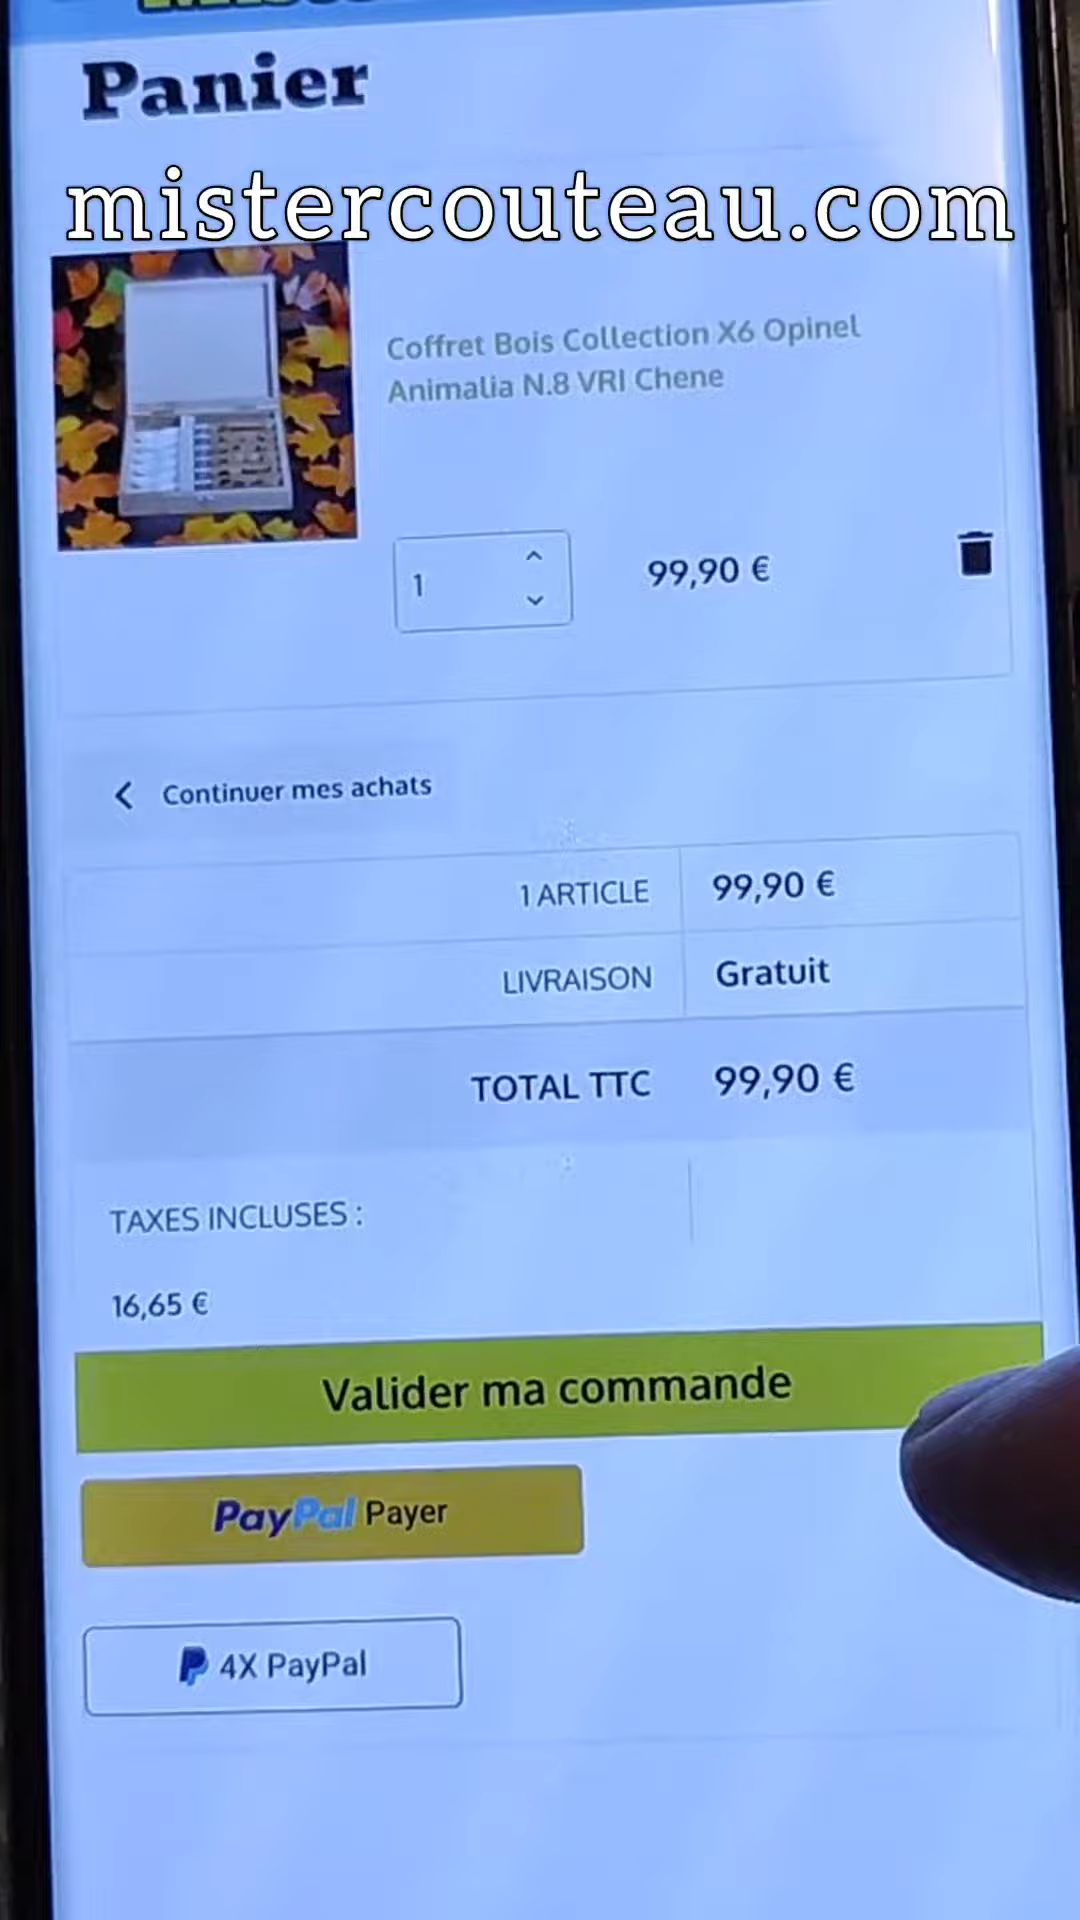 Panier
mistercouteau.com
Coffret Bois Collection X6 Opinel
Animalia N.8 VRI Chene
1
99,90 €
Continuer mes achats
1 ARTICLE 99,90 €
LIVRAISON Gratuit
TOTAL TTC 99,90 €
TAXES INCLUSES :
16,65 €
Valider ma commande
PayPal Payer
4X PayPal